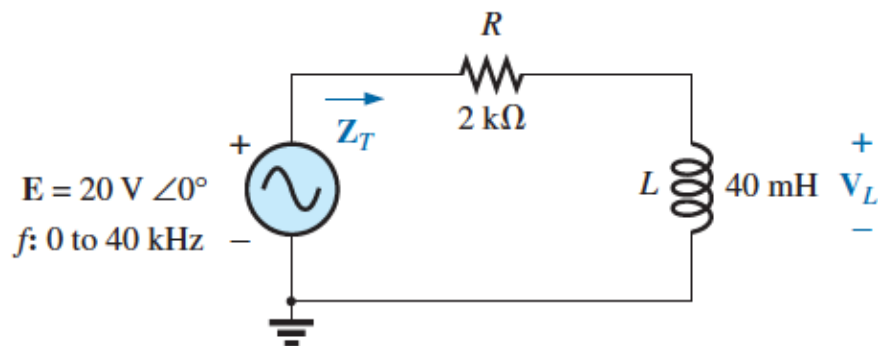 R
2 kΩ
Z_T
+
E = 20 V ∠0°
f: 0 to 40 kHz
−
L
40 mH
+
V_L
−